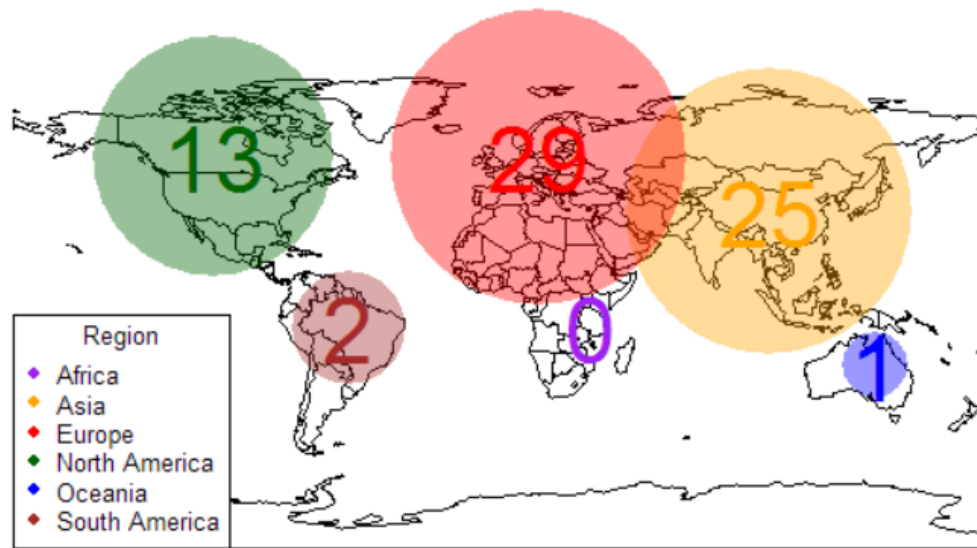 13
29
25
2
0
1
Region
Africa
Asia
Europe
North America
Oceania
South America